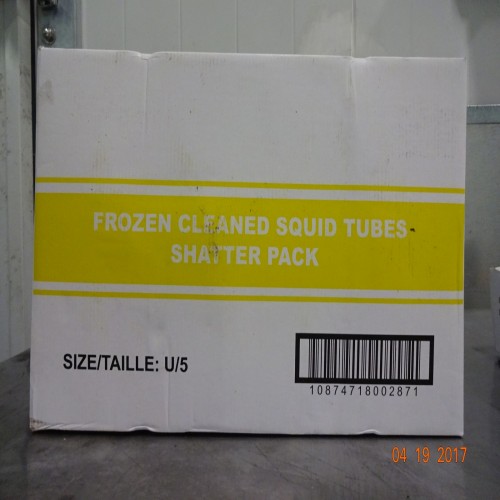 FROZEN CLEANED SQUID TUBES
SHATTER PACK
SIZE/TAILLE: U/5
10874718002871
04 19 2017